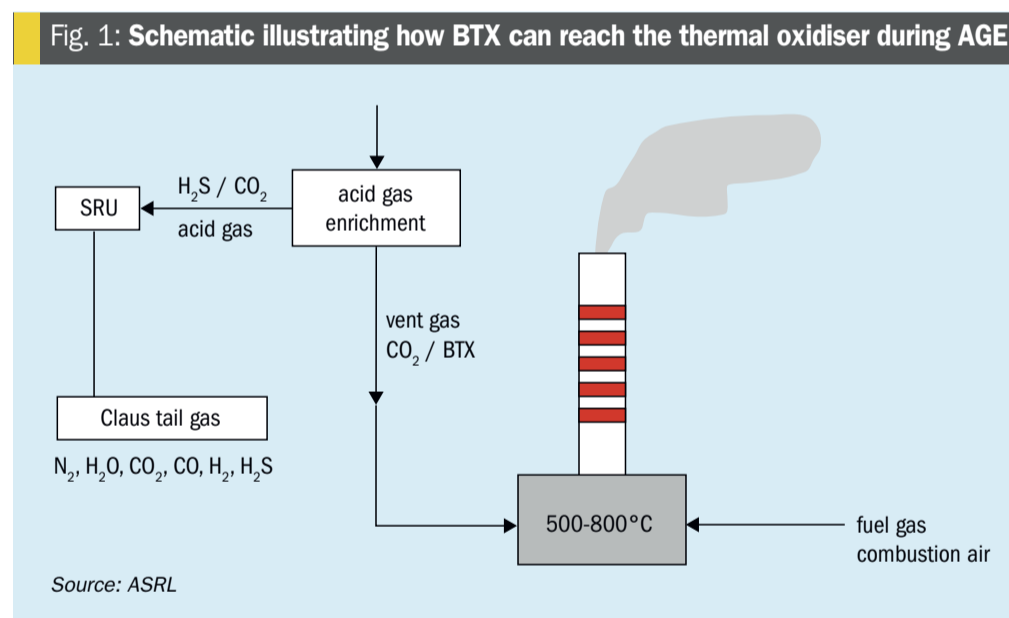 Fig. 1: Schematic illustrating how BTX can reach the thermal oxidiser during AGE
H₂S / CO₂
acid gas
SRU
acid gas
enrichment
vent gas
CO₂ / BTX
Claus tail gas
N₂, H₂O, CO₂, CO, H₂, H₂S
500-800°C
fuel gas
combustion air
Source: ASRL